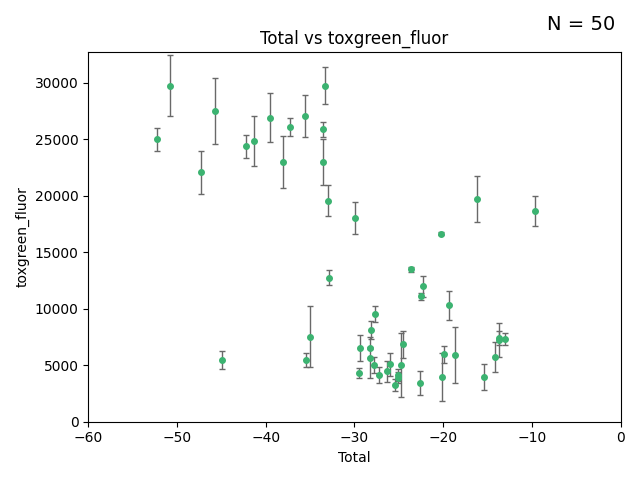 N = 50
Total vs toxgreen_fluor
toxgreen_fluor
30000
25000
20000
15000
10000
5000
0
−60 −50 −40 −30 −20 −10 0
Total